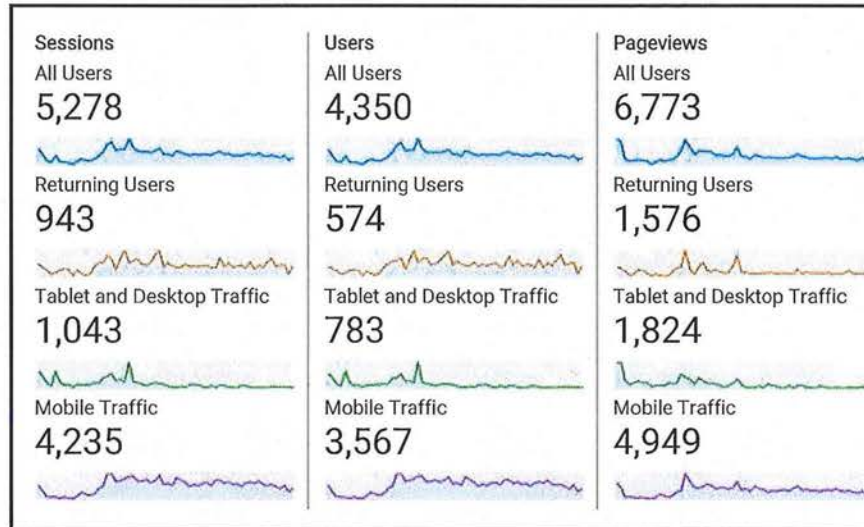 Sessions
All Users
5,278
Returning Users
943
Tablet and Desktop Traffic
1,043
Mobile Traffic
4,235
Users
All Users
4,350
Returning Users
574
Tablet and Desktop Traffic
783
Mobile Traffic
3,567
Pageviews
All Users
6,773
Returning Users
1,576
Tablet and Desktop Traffic
1,824
Mobile Traffic
4,949